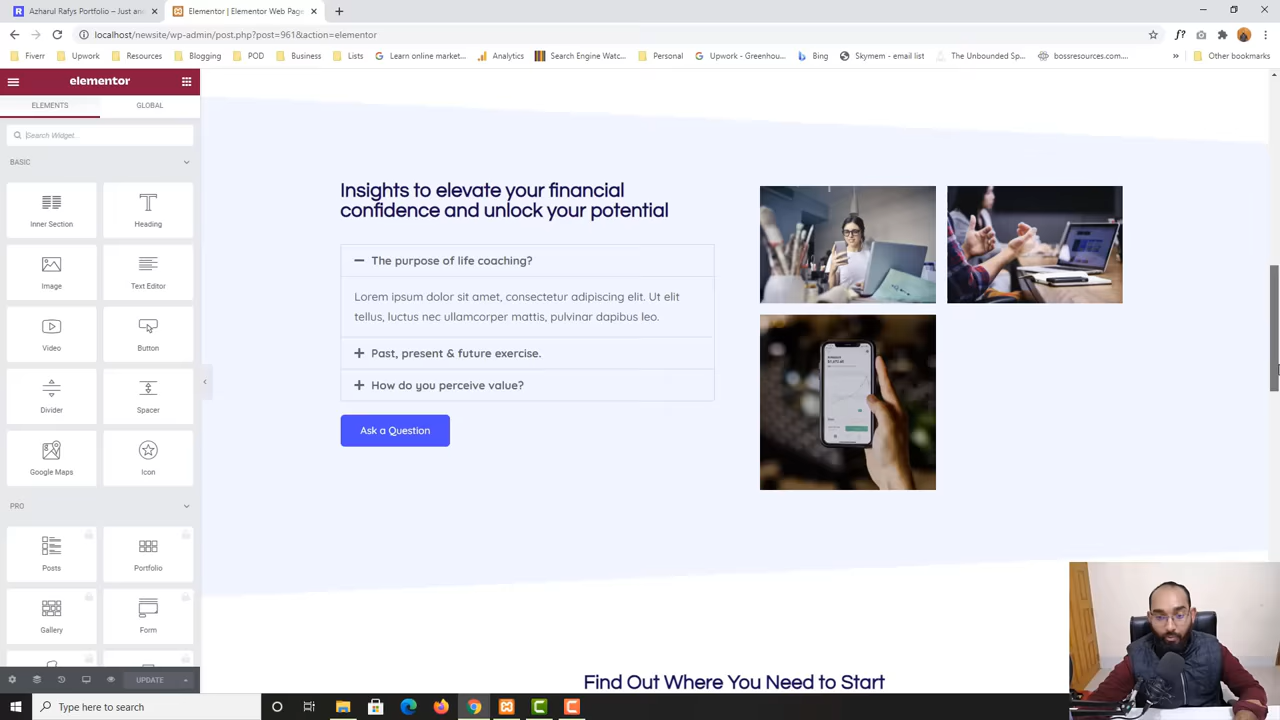 Azharul Rafys Portfolio – Just an
Elementor | Elementor Web Page
localhost/newsite/wp-admin/post.php?post=961&action=elementor
Fiverr
Upwork
Resources
Blogging
POD
Business
Lists
Learn online market...
Analytics
Search Engine Watc...
Personal
Upwork - Greenhou...
Bing
Skymem - email list
The Unbounded Sp...
bossresources.com...
»
Other bookmarks
elementor
ELEMENTS
GLOBAL
Search Widget...
BASIC
Inner Section
Heading
Image
Text Editor
Video
Button
Divider
Spacer
Google Maps
Icon
PRO
Posts
Portfolio
Gallery
Form
UPDATE
Insights to elevate your financial
confidence and unlock your potential
The purpose of life coaching?
Lorem ipsum dolor sit amet, consectetur adipiscing elit. Ut elit
tellus, luctus nec ullamcorper mattis, pulvinar dapibus leo.
Past, present & future exercise.
How do you perceive value?
Ask a Question
Find Out Where You Need to Start
Type here to search